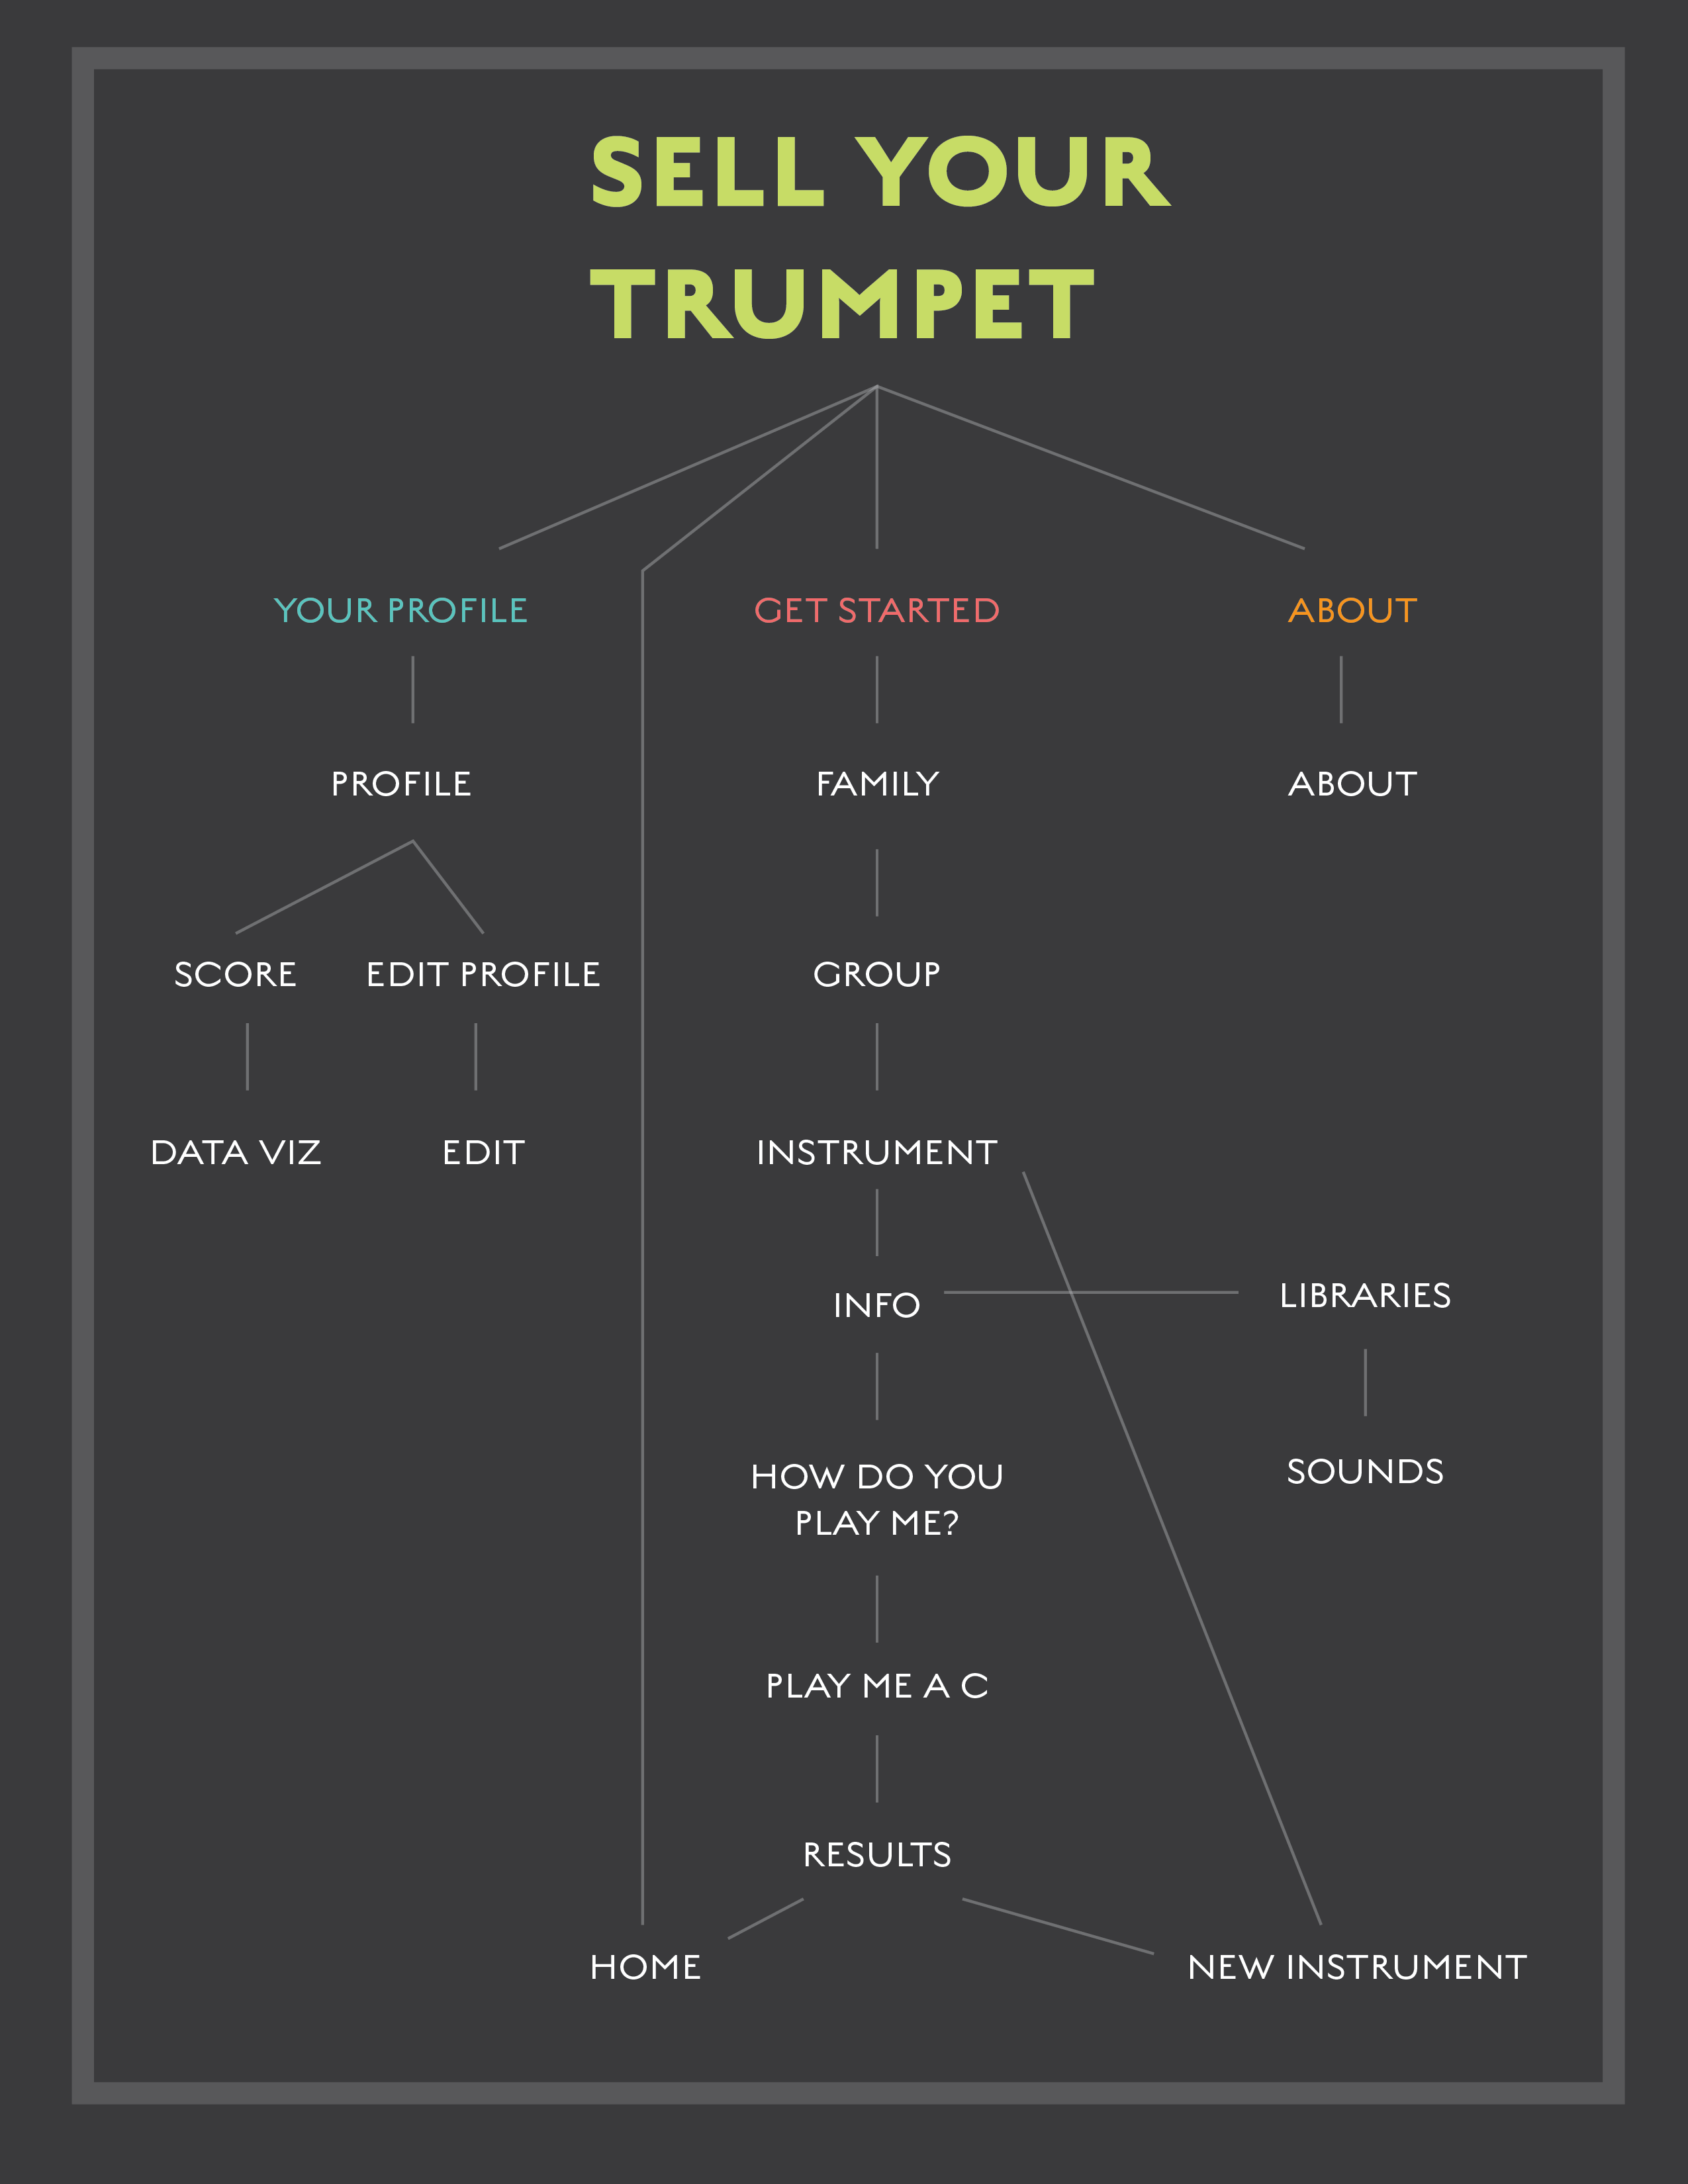 SELL YOUR
TRUMPET
YOUR PROFILE
GET STARTED
ABOUT
PROFILE
FAMILY
ABOUT
SCORE
EDIT PROFILE
GROUP
DATA VIZ
EDIT
INSTRUMENT
INFO
LIBRARIES
HOW DO YOU
PLAY ME?
SOUNDS
PLAY ME A C
RESULTS
HOME
NEW INSTRUMENT